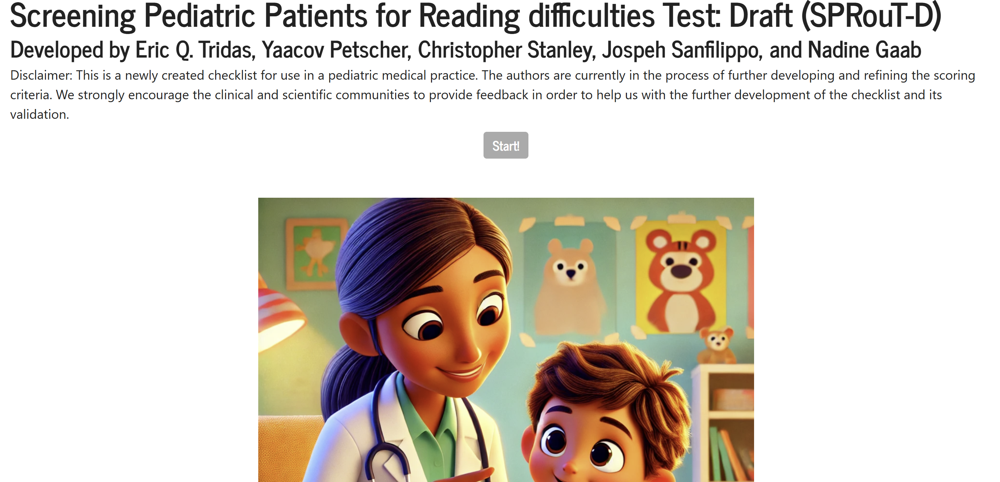 Screening Pediatric Patients for Reading difficulties Test: Draft (SPRouT-D)
Developed by Eric Q. Tridas, Yaacov Petscher, Christopher Stanley, Jospeh Sanfilippo, and Nadine Gaab
Disclaimer: This is a newly created checklist for use in a pediatric medical practice. The authors are currently in the process of further developing and refining the scoring
criteria. We strongly encourage the clinical and scientific communities to provide feedback in order to help us with the further development of the checklist and its
validation.
Start!